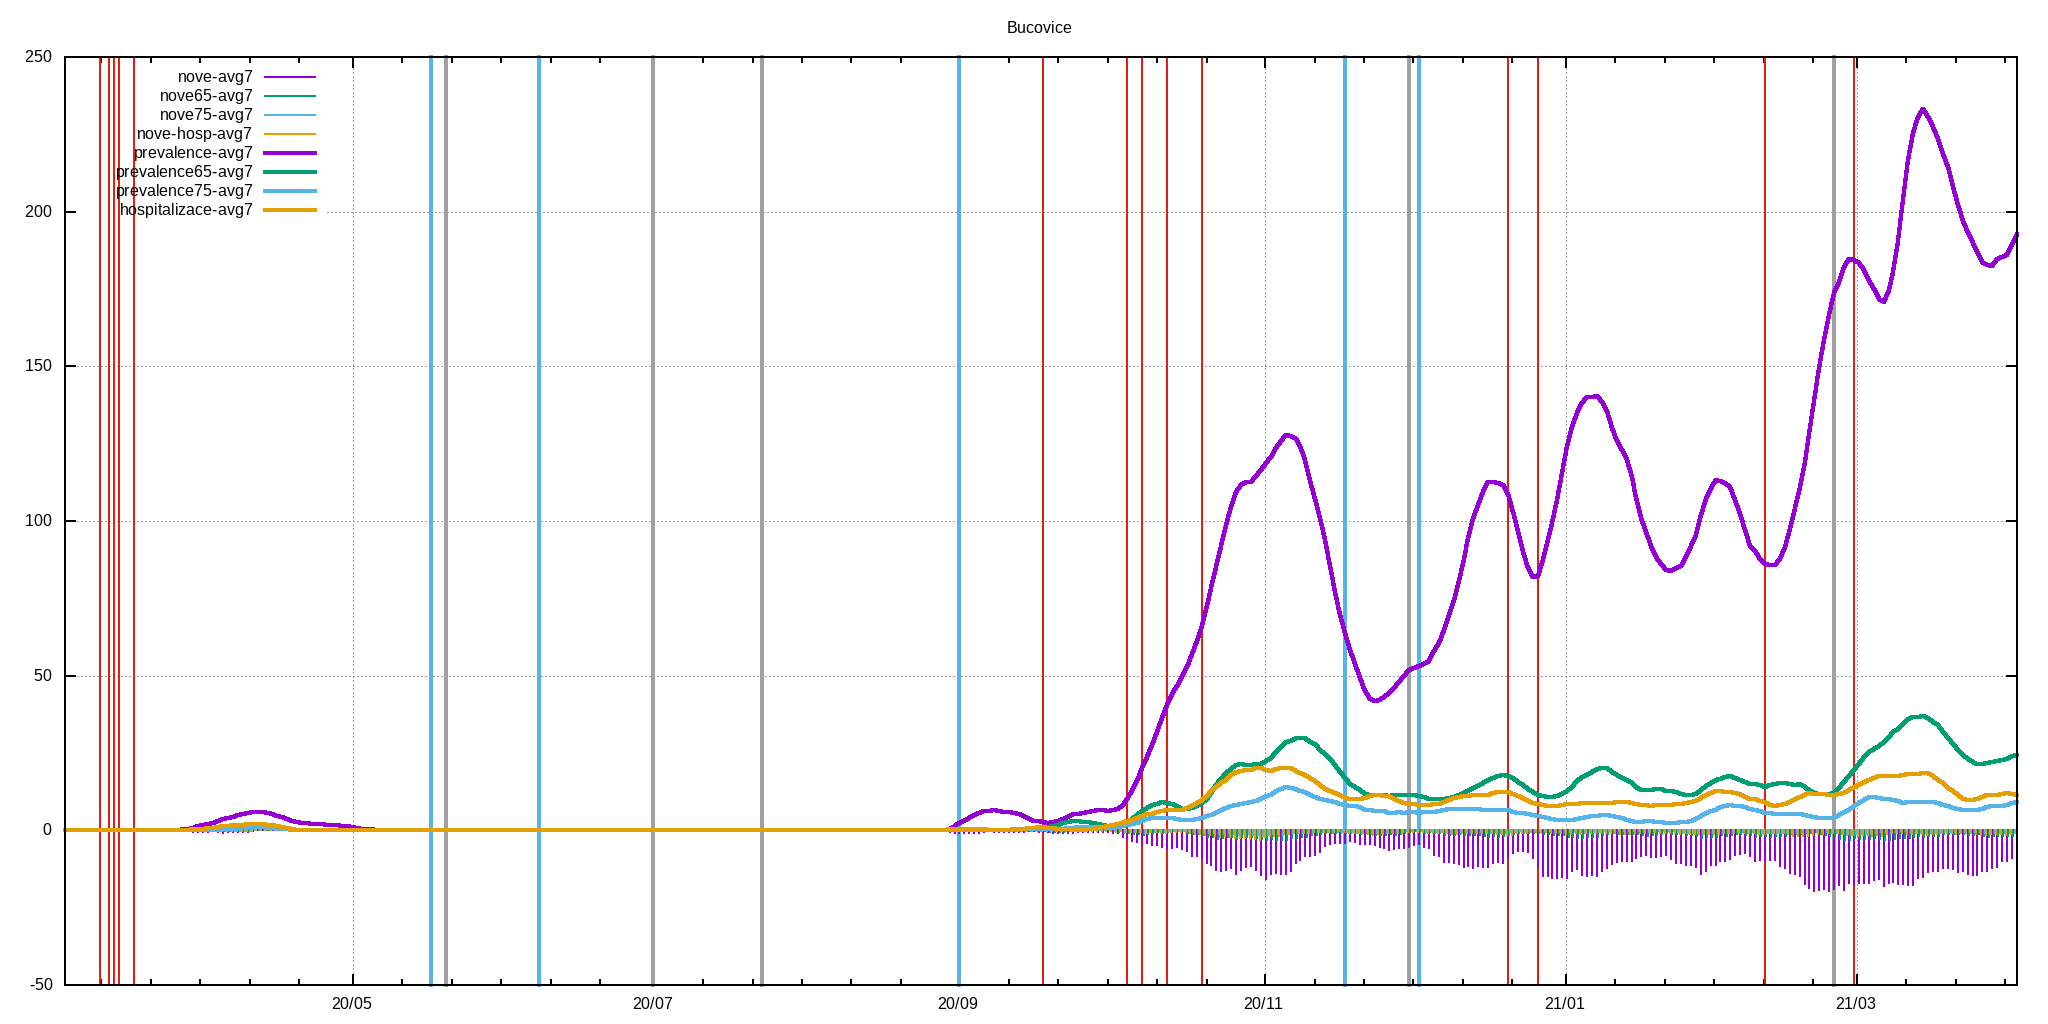 Bucovice
250
200
150
100
50
0
-50
nove-avg7
nove65-avg7
nove75-avg7
nove-hosp-avg7
prevalence-avg7
prevalence65-avg7
prevalence75-avg7
hospitalizace-avg7
20/05 20/07 20/09 20/11 21/01 21/03